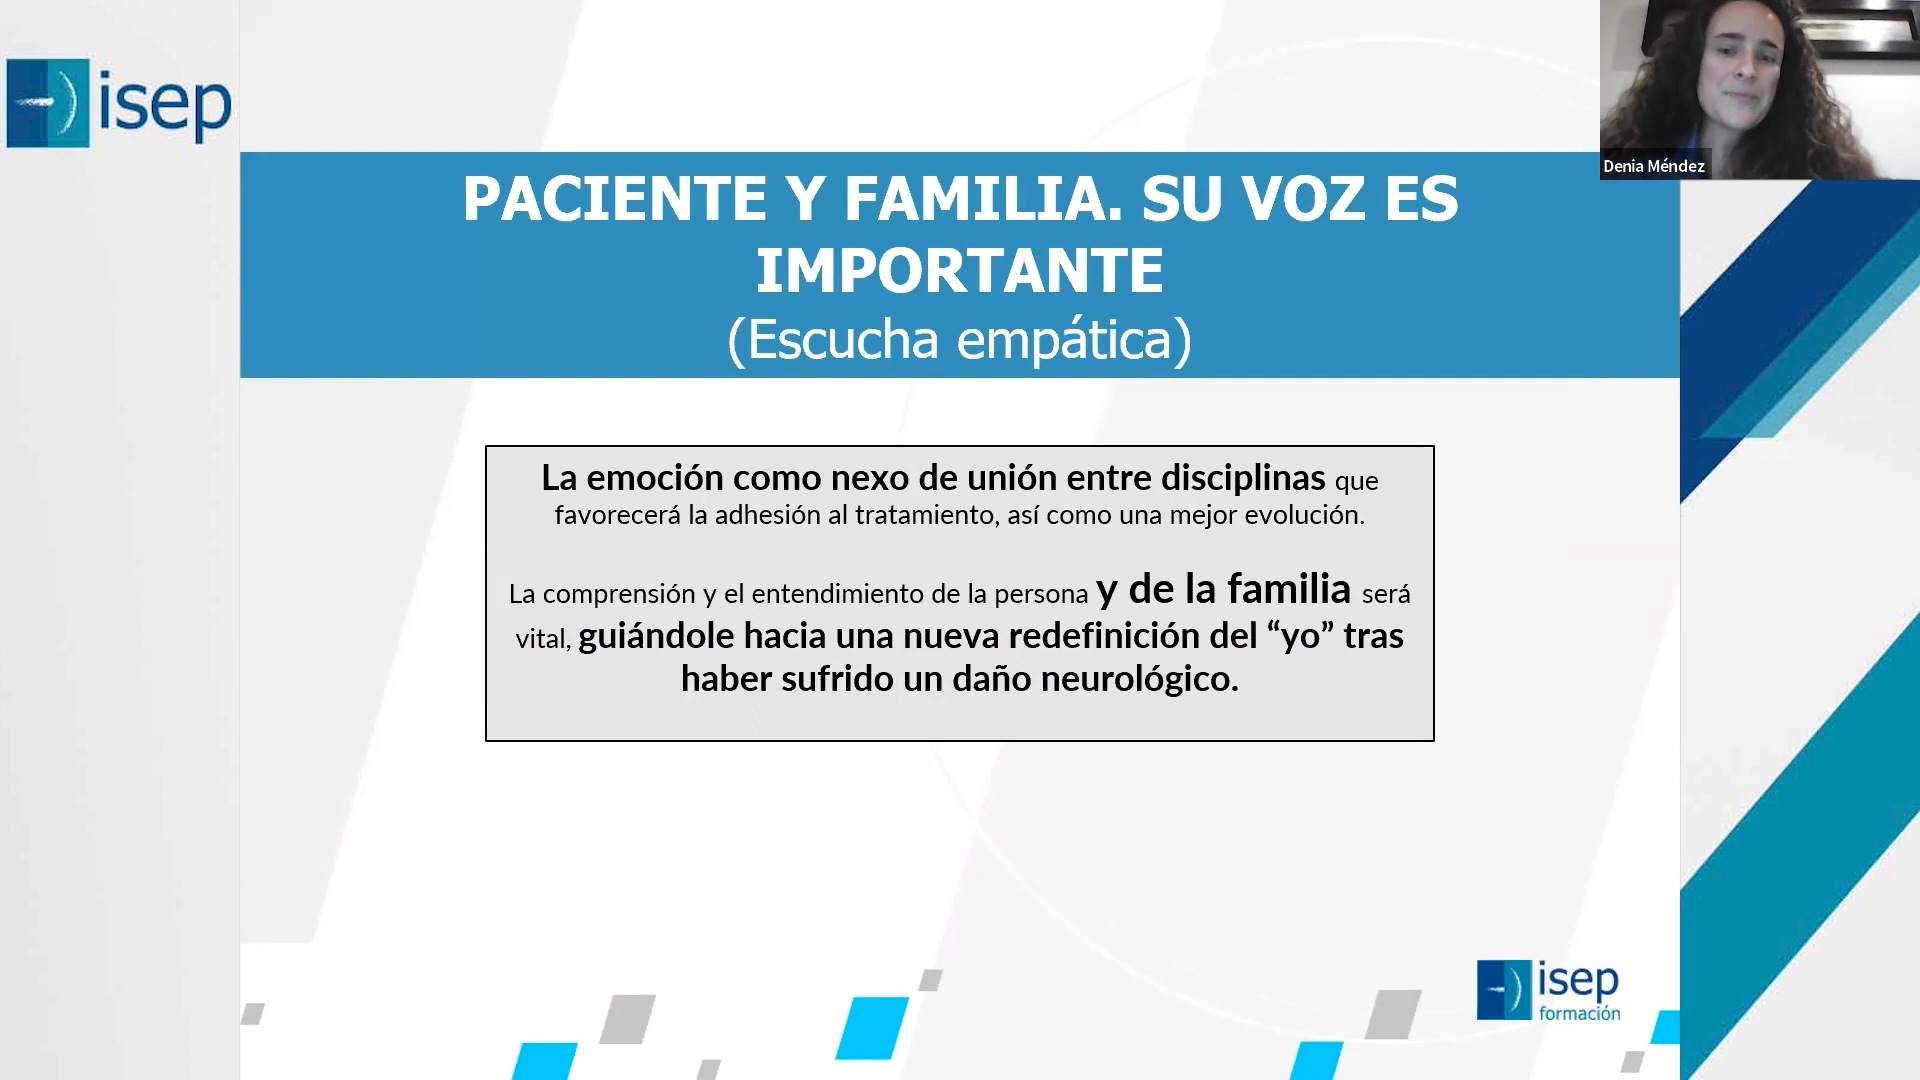 isep
Denia Méndez
PACIENTE Y FAMILIA. SU VOZ ES
IMPORTANTE
(Escucha empática)
La emoción como nexo de unión entre disciplinas que
favorecerá la adhesión al tratamiento, así como una mejor evolución.
La comprensión y el entendimiento de la persona y de la familia será
vital, guiándole hacia una nueva redefinición del “yo” tras
haber sufrido un daño neurológico.
isep
formación